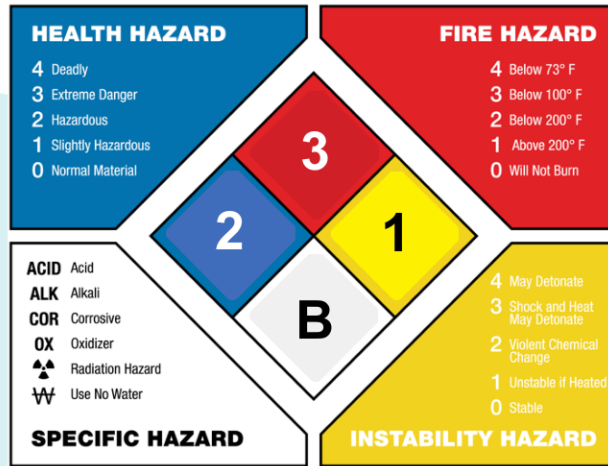 HEALTH HAZARD
4 Deadly
3 Extreme Danger
2 Hazardous
1 Slightly Hazardous
0 Normal Material
FIRE HAZARD
4 Below 73° F
3 Below 100° F
2 Below 200° F
1 Above 200° F
0 Will Not Burn
3
2
1
B
ACID Acid
ALK Alkali
COR Corrosive
OX Oxidizer
Radiation Hazard
W Use No Water
SPECIFIC HAZARD
4 May Detonate
3 Shock and Heat
May Detonate
2 Violent Chemical
Change
1 Unstable if Heated
0 Stable
INSTABILITY HAZARD